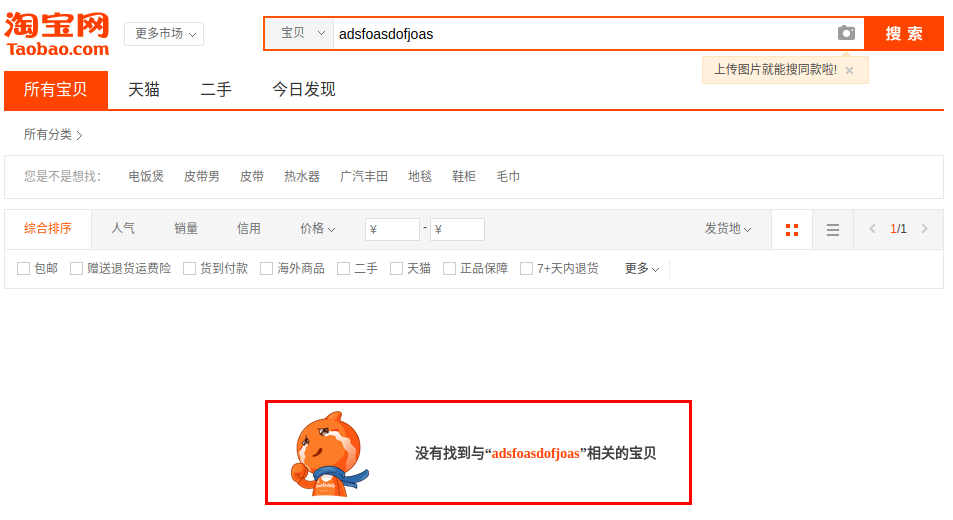 淘宝网
Taobao.com
更多市场
宝贝 adsfoasdofjoas 搜 索
上传图片就能搜同款啦! ×
所有宝贝 天猫 二手 今日发现
所有分类 >
您是不是想找: 电饭煲 皮带男 皮带 热水器 广汽丰田 地毯 鞋柜 毛巾
综合排序 人气 销量 信用 价格 ¥ - ¥ 发货地 < 1/1 >
包邮 赠送退货运费险 货到付款 海外商品 二手 天猫 正品保障 7+天内退货 更多
没有找到与“adsfoasdofjoas”相关的宝贝